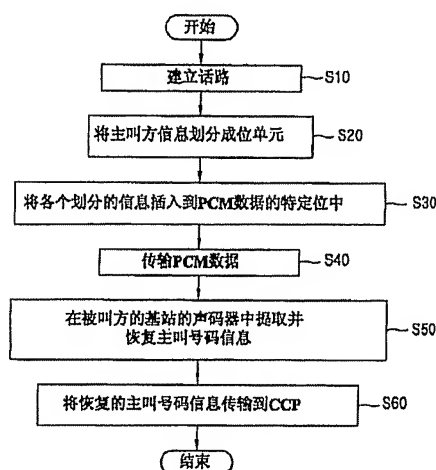 开始
建立话路
S10
将主叫方信息划分成位单元
S20
将各个划分的信息插入到PCM数据的特定位中
S30
传输PCM数据
S40
在被叫方的基站的声码器中提取并
恢复主叫号码信息
S50
将恢复的主叫号码信息传输到CCP
S60
结束